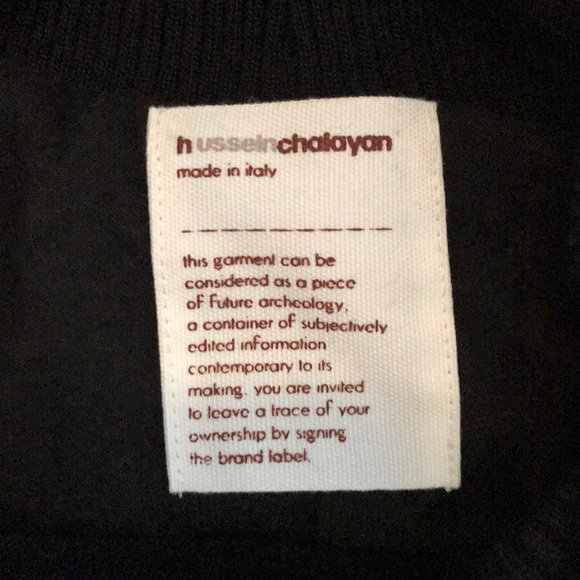 husseinchalayan
made in italy
this garment can be
considered as a piece
of future archeology,
a container of subjectively
edited information
contemporary to its
making. you are invited
to leave a trace of your
ownership by signing
the brand label.